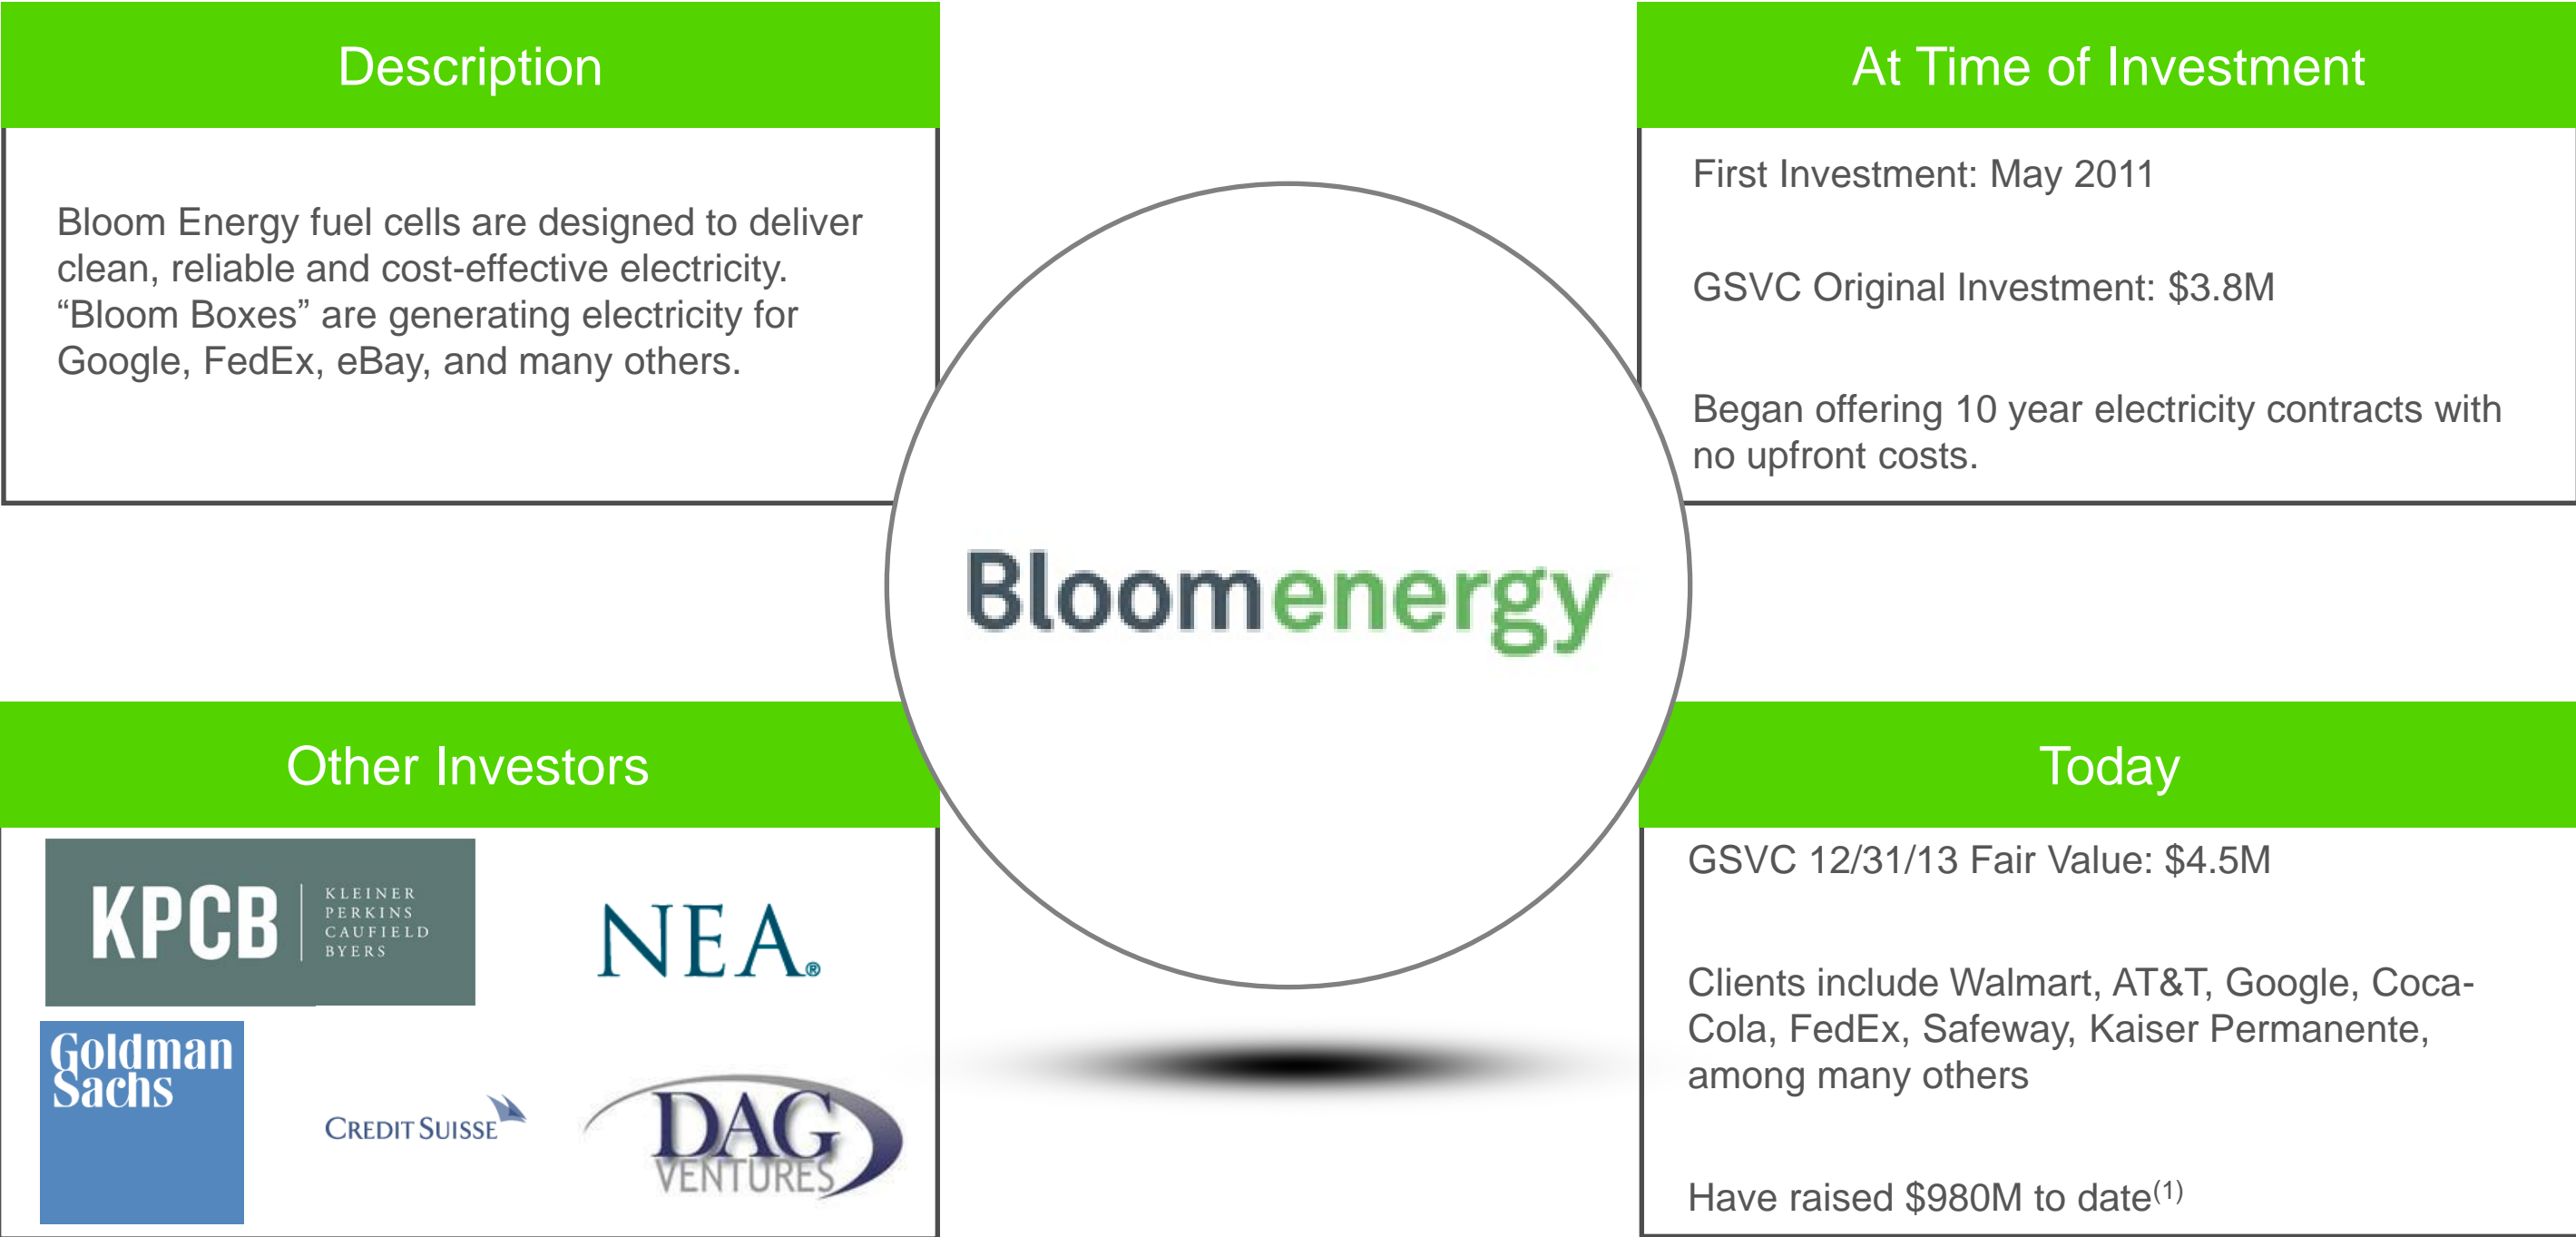 Description
Bloom Energy fuel cells are designed to deliver
clean, reliable and cost-effective electricity.
“Bloom Boxes” are generating electricity for
Google, FedEx, eBay, and many others.
At Time of Investment
First Investment: May 2011
GSVC Original Investment: $3.8M
Began offering 10 year electricity contracts with
no upfront costs.
Bloomenergy
Other Investors
KPCB
KLEINER
PERKINS
CAUFIELD
BYERS
NEA®
Goldman
Sachs
CREDIT SUISSE
DAG
VENTURES
Today
GSVC 12/31/13 Fair Value: $4.5M
Clients include Walmart, AT&T, Google, Coca-
Cola, FedEx, Safeway, Kaiser Permanente,
among many others
Have raised $980M to date(1)